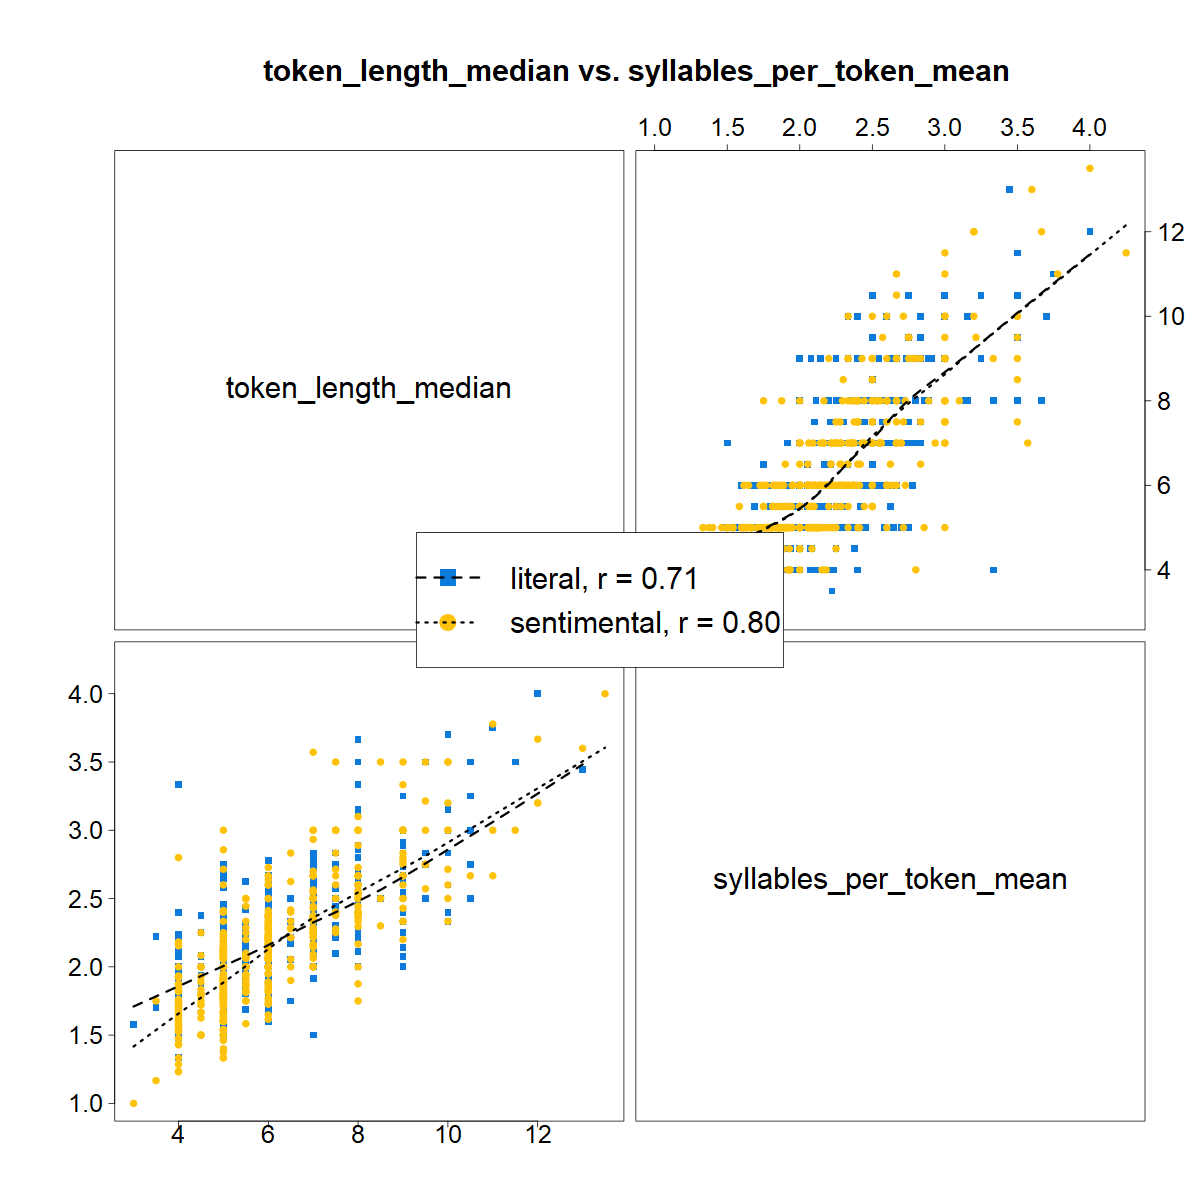 token_length_median vs. syllables_per_token_mean
1.0 1.5 2.0 2.5 3.0 3.5 4.0
token_length_median
12
10
8
6
4
literal, r = 0.71
sentimental, r = 0.80
4.0
3.5
3.0
2.5
2.0
1.5
1.0
syllables_per_token_mean
4 6 8 10 12